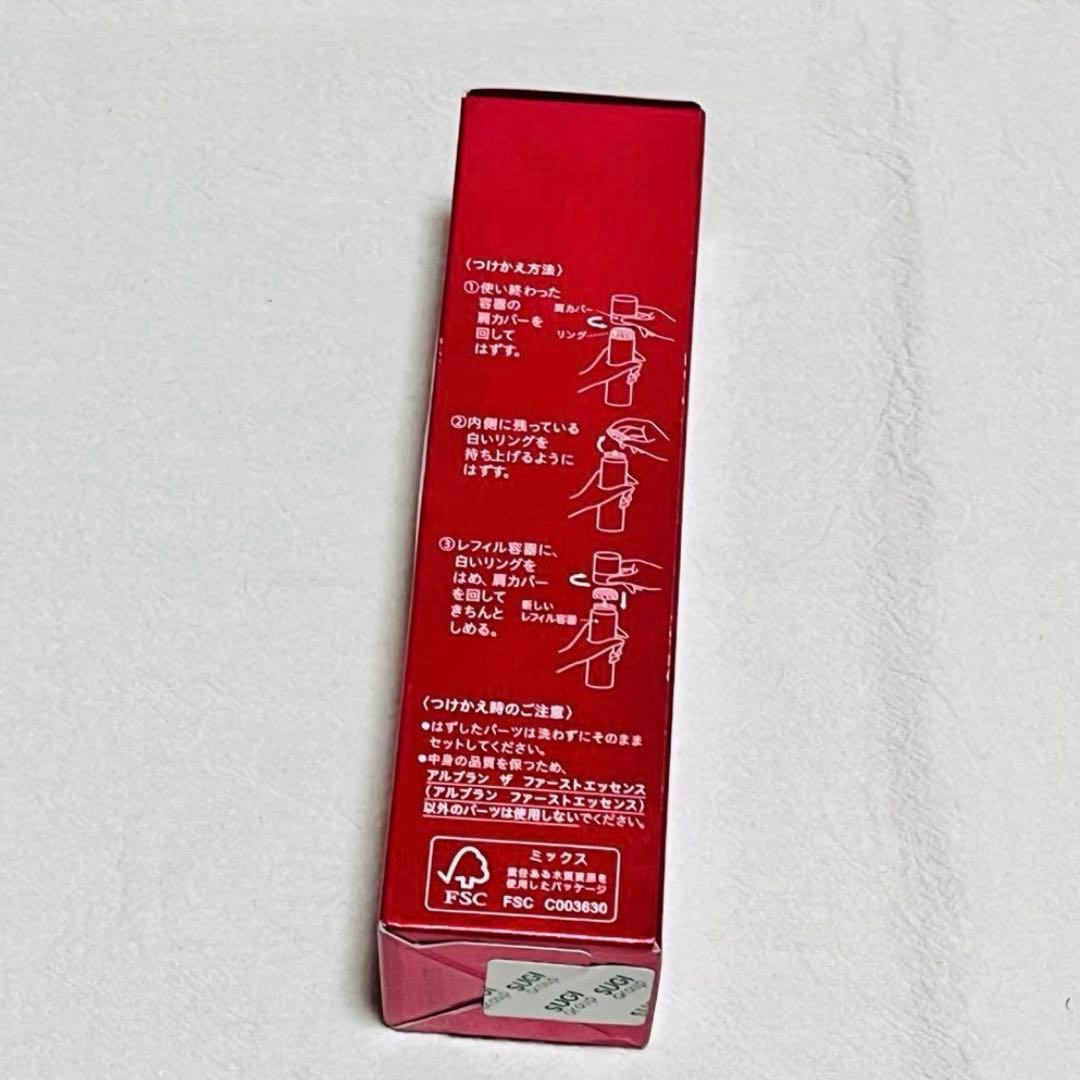 〈つけかえ方法〉
①使い終わった
容器の
肩カバーを
回して
はずす。
肩カバー
リング
②内側に残っている
白いリングを
持ち上げるように
はずす。
③レフィル容器に、
白いリングを
はめ、肩カバー
を回して
きちんと
しめる。
新しい
レフィル容器
〈つけかえ時のご注意〉
●はずしたパーツは洗わずにそのまま
セットしてください。
●中身の品質を保つため、
アルブラン ザ ファーストエッセンス
(アルブラン ファーストエッセンス)
以外のパーツは使用しないでください。
ミックス
責任ある木質資源を
使用したパッケージ
FSC
FSC C003630
SUGI
Group
SUGI
Group
SUGI
Group